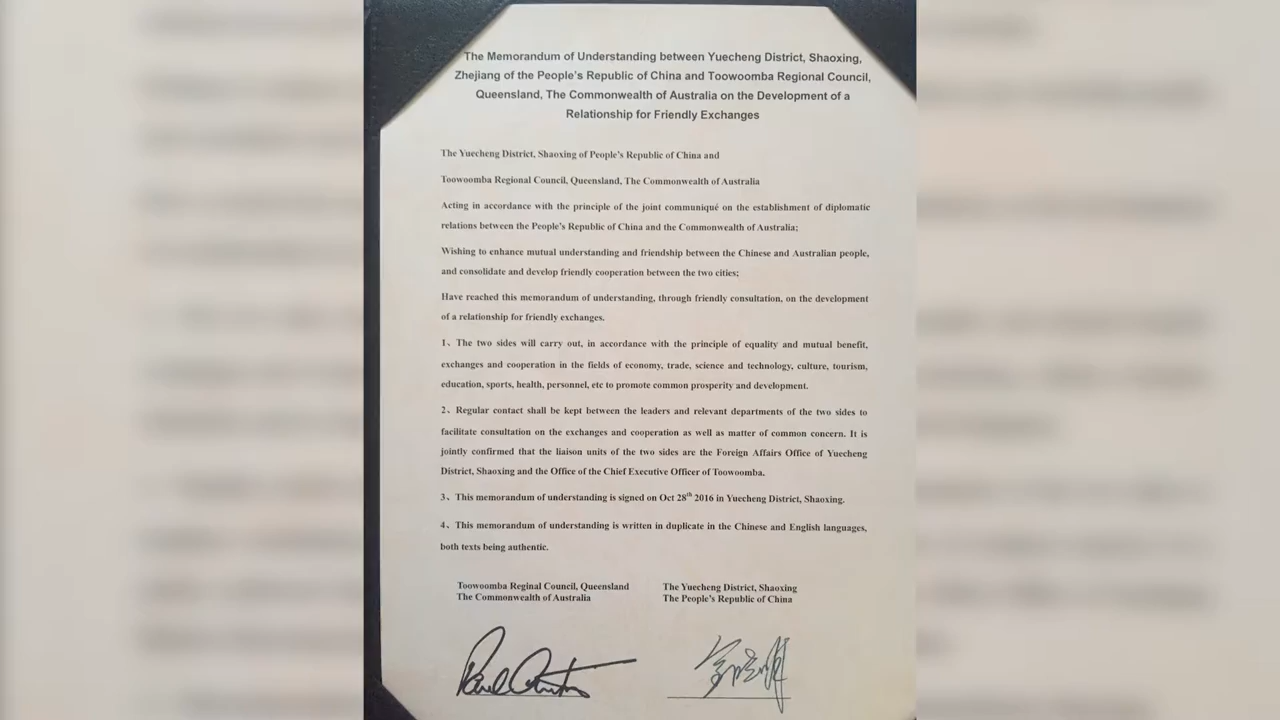 The Memorandum of Understanding between Yuecheng District, Shaoxing,
Zhejiang of the People's Republic of China and Toowoomba Regional Council,
Queensland, The Commonwealth of Australia on the Development of a
Relationship for Friendly Exchanges
The Yuecheng District, Shaoxing of People's Republic of China and
Toowoomba Regional Council, Queensland, The Commonwealth of Australia
Acting in accordance with the principle of the joint communiqué on the establishment of diplomatic
relations between the People's Republic of China and the Commonwealth of Australia;
Wishing to enhance mutual understanding and friendship between the Chinese and Australian people,
and consolidate and develop friendly cooperation between the two cities;
Have reached this memorandum of understanding, through friendly consultation, on the development
of a relationship for friendly exchanges.
1、The two sides will carry out, in accordance with the principle of equality and mutual benefit,
exchanges and cooperation in the fields of economy, trade, science and technology, culture, tourism,
education, sports, health, personnel, etc to promote common prosperity and development.
2、Regular contact shall be kept between the leaders and relevant departments of the two sides to
facilitate consultation on the exchanges and cooperation as well as matter of common concern. It is
jointly confirmed that the liaison units of the two sides are the Foreign Affairs Office of Yuecheng
District, Shaoxing and the Office of the Chief Executive Officer of Toowoomba.
3、This memorandum of understanding is signed on Oct 28th 2016 in Yuecheng District, Shaoxing.
4、This memorandum of understanding is written in duplicate in the Chinese and English languages,
both texts being authentic.
Toowoomba Reginal Council, Queensland
The Commonwealth of Australia
The Yuecheng District, Shaoxing
The People's Republic of China